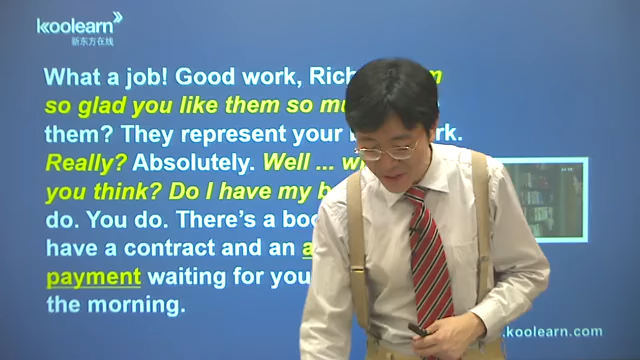 koolearn
新东方在线
What a job! Good work, Rich
so glad you like them so mu
them? They represent your
Really? Absolutely. Well ... w
you think? Do I have my b
do. You do. There's a boo
have a contract and an a
payment waiting for you
the morning.
.koolearn.com